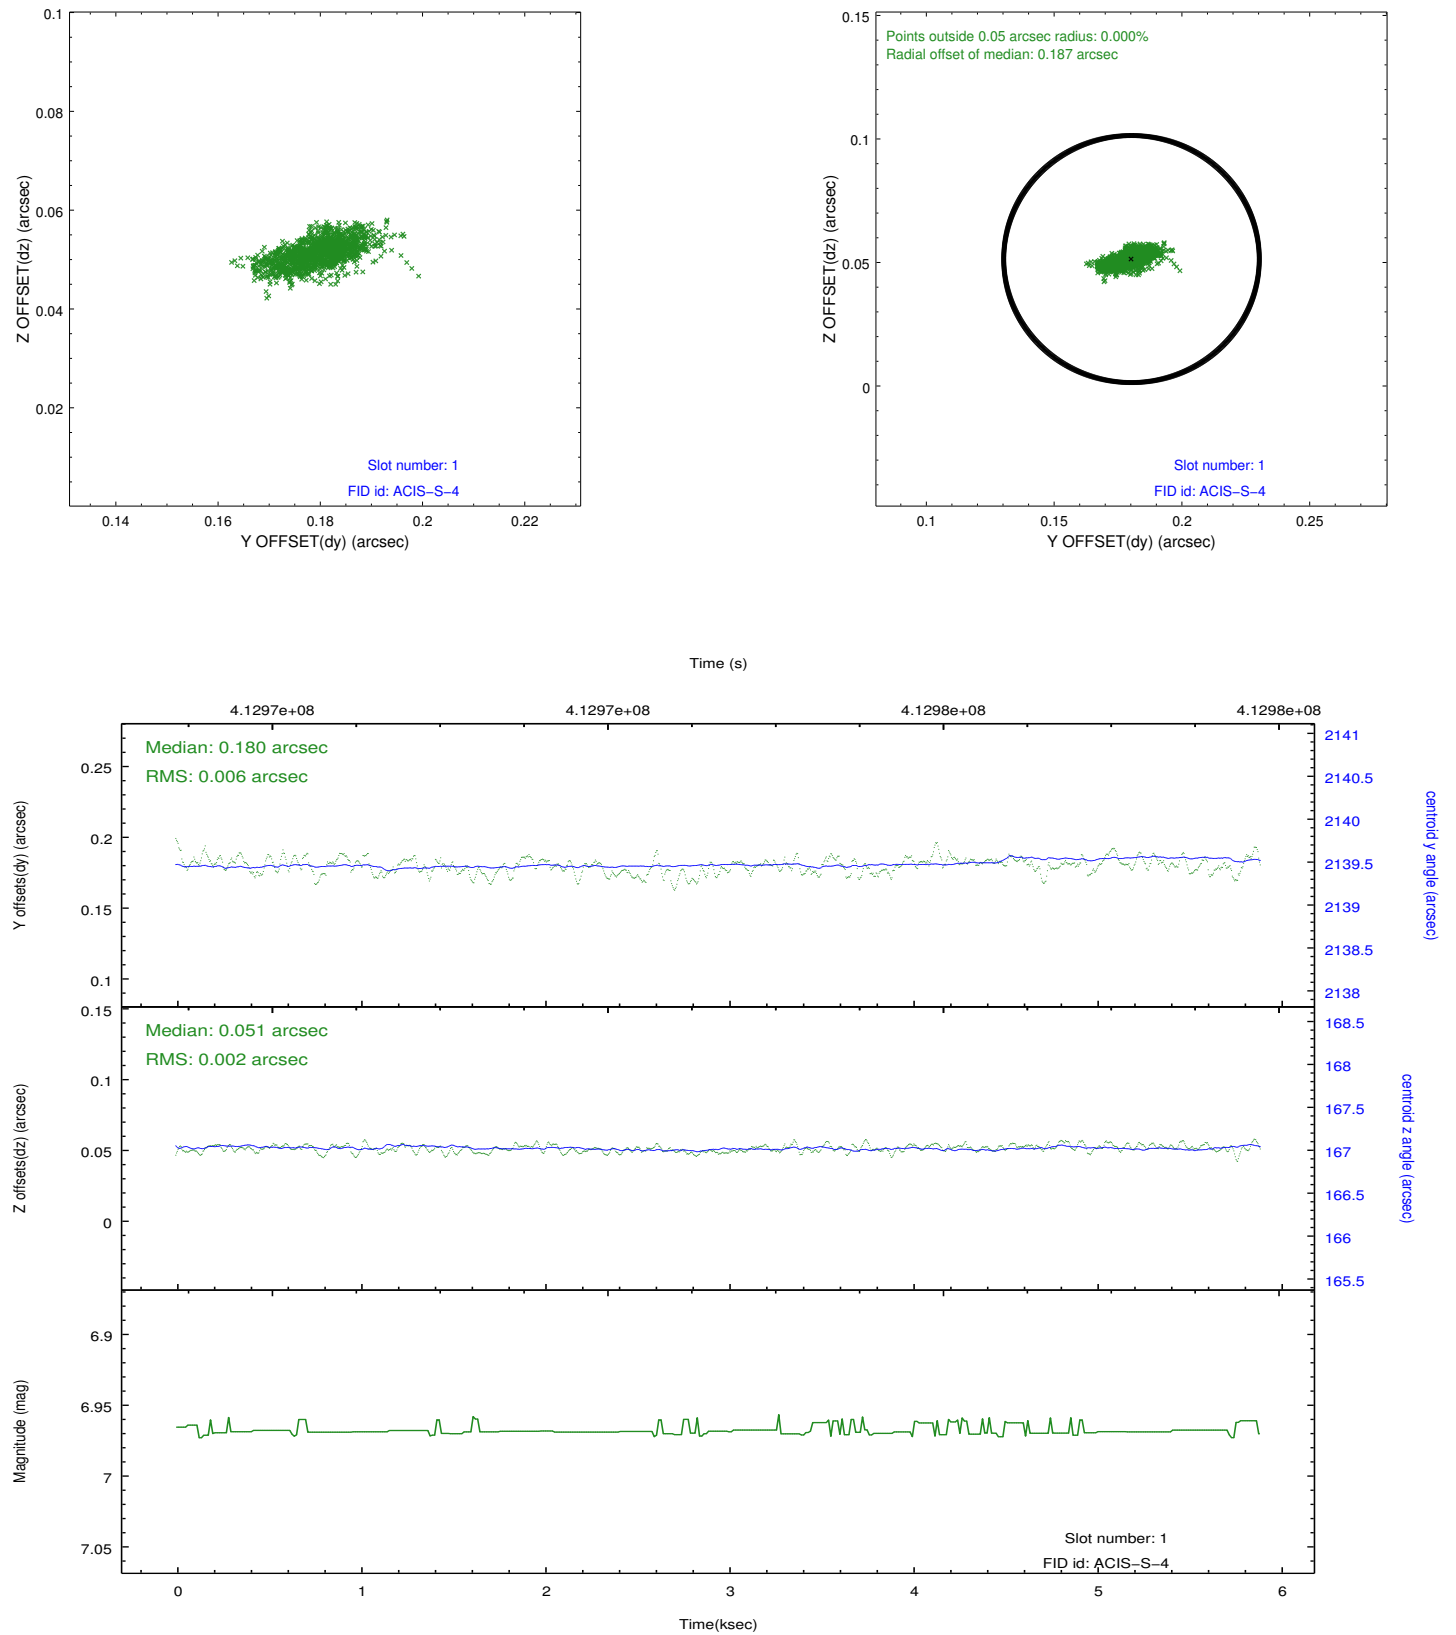 0.1
0.08
0.06
0.04
0.02
Z OFFSET(dz) (arcsec)
0.14 0.16 0.18 0.2 0.22
Y OFFSET(dy) (arcsec)
Slot number: 1
FID id: ACIS−S−4
Points outside 0.05 arcsec radius: 0.000%
Radial offset of median: 0.187 arcsec
0.15
0.1
0.05
0
Z OFFSET(dz) (arcsec)
Slot number: 1
FID id: ACIS−S−4
0.1 0.15 0.2 0.25
Y OFFSET(dy) (arcsec)
Time (s)
4.1297e+08 4.1297e+08 4.1298e+08 4.1298e+08
Median: 0.180 arcsec
RMS: 0.006 arcsec
0.25
0.2
0.15
0.1
Y offsets(dy) (arcsec)
2141
2140.5
2140
2139.5
2139
2138.5
2138
centroid y angle (arcsec)
Median: 0.051 arcsec
RMS: 0.002 arcsec
0.15
0.1
0.05
0
Z offsets(dz) (arcsec)
168.5
168
167.5
167
166.5
166
165.5
centroid z angle (arcsec)
6.9
6.95
7
7.05
Magnitude (mag)
Slot number: 1
FID id: ACIS−S−4
0 1 2 3 4 5 6
Time(ksec)